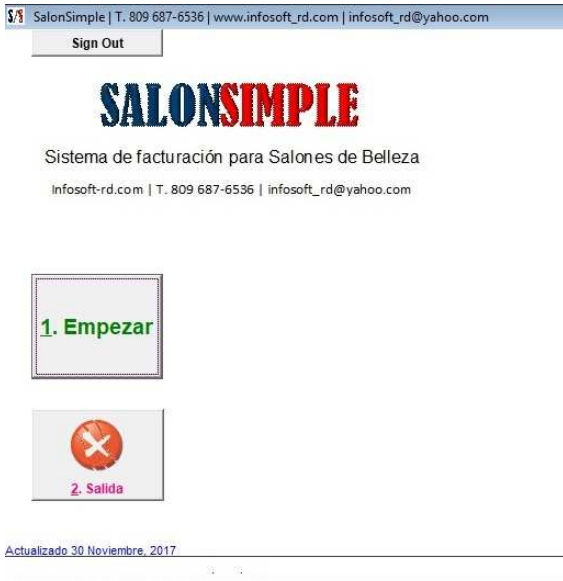 SalonSimple | T. 809 687-6536 | www.infosoft_rd.com | infosoft_rd@yahoo.com
Sign Out
SALONSIMPLE
Sistema de facturación para Salones de Belleza
Infosoft-rd.com | T. 809 687-6536 | infosoft_rd@yahoo.com
1. Empezar
2. Salida
Actualizado 30 Noviembre, 2017